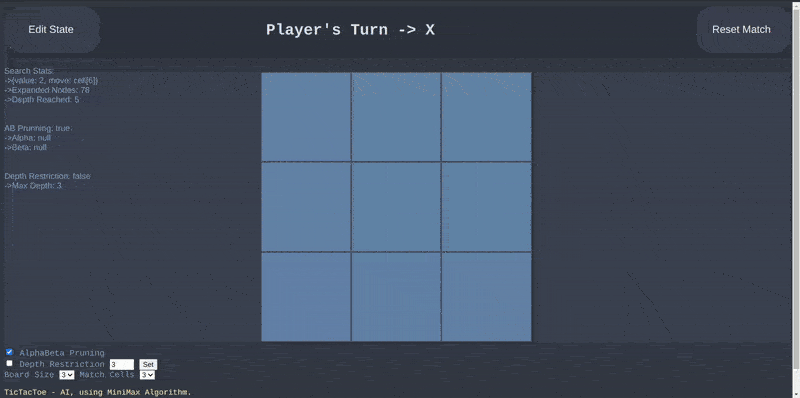 Edit State
Player's Turn -> X
Reset Match
Search Stats:
->{value: 2, move: cell[6]}
->Expanded Nodes: 78
->Depth Reached: 5
AB Prunning: true
->Alpha: null
->Beta: null
Depth Restriction: false
->Max Depth: 3
AlphaBeta Pruning
Depth Restriction 3 Set
Board Size 3 Match Cells 3
TicTacToe - AI, using MiniMax Algorithm.